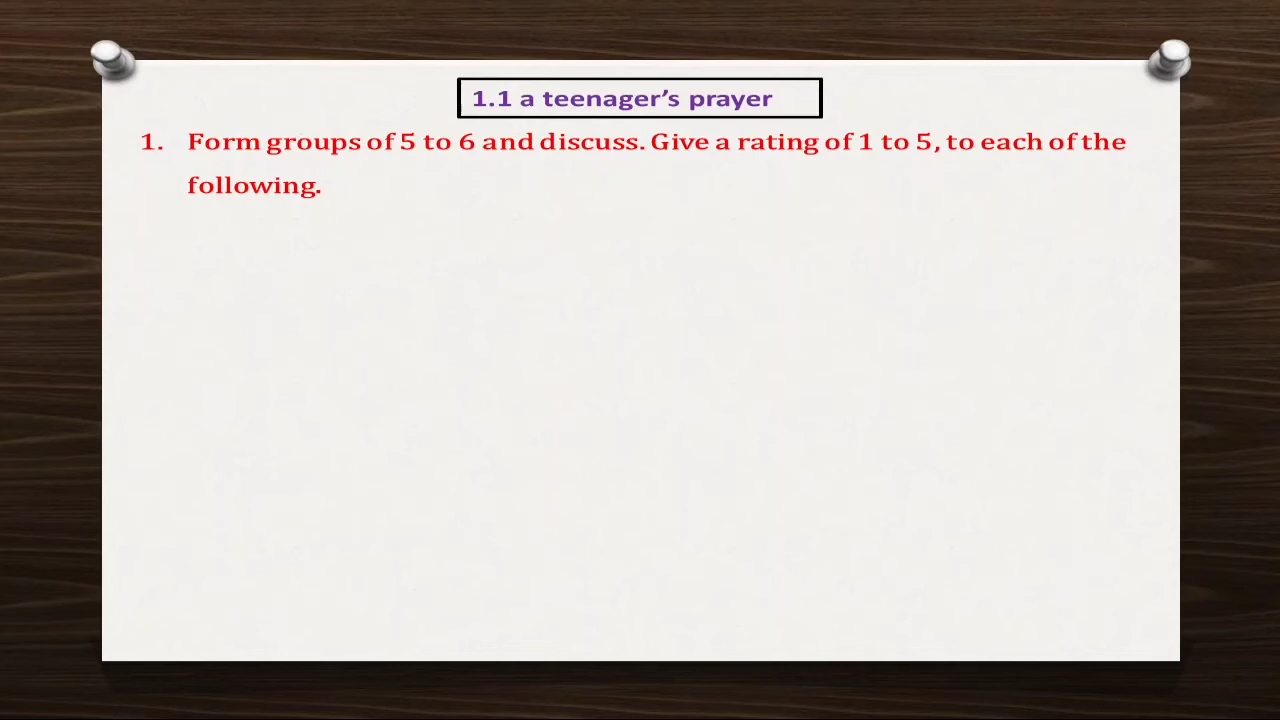 1.1 a teenager’s prayer
1. Form groups of 5 to 6 and discuss. Give a rating of 1 to 5, to each of the
following.